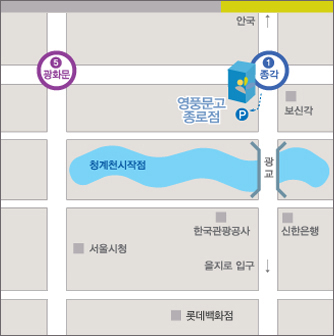 안국
5
광화문
1
종각
영풍문고
종로점
P
보신각
청계천시작점
광
교
한국관광공사
신한은행
서울시청
을지로 입구
롯데백화점